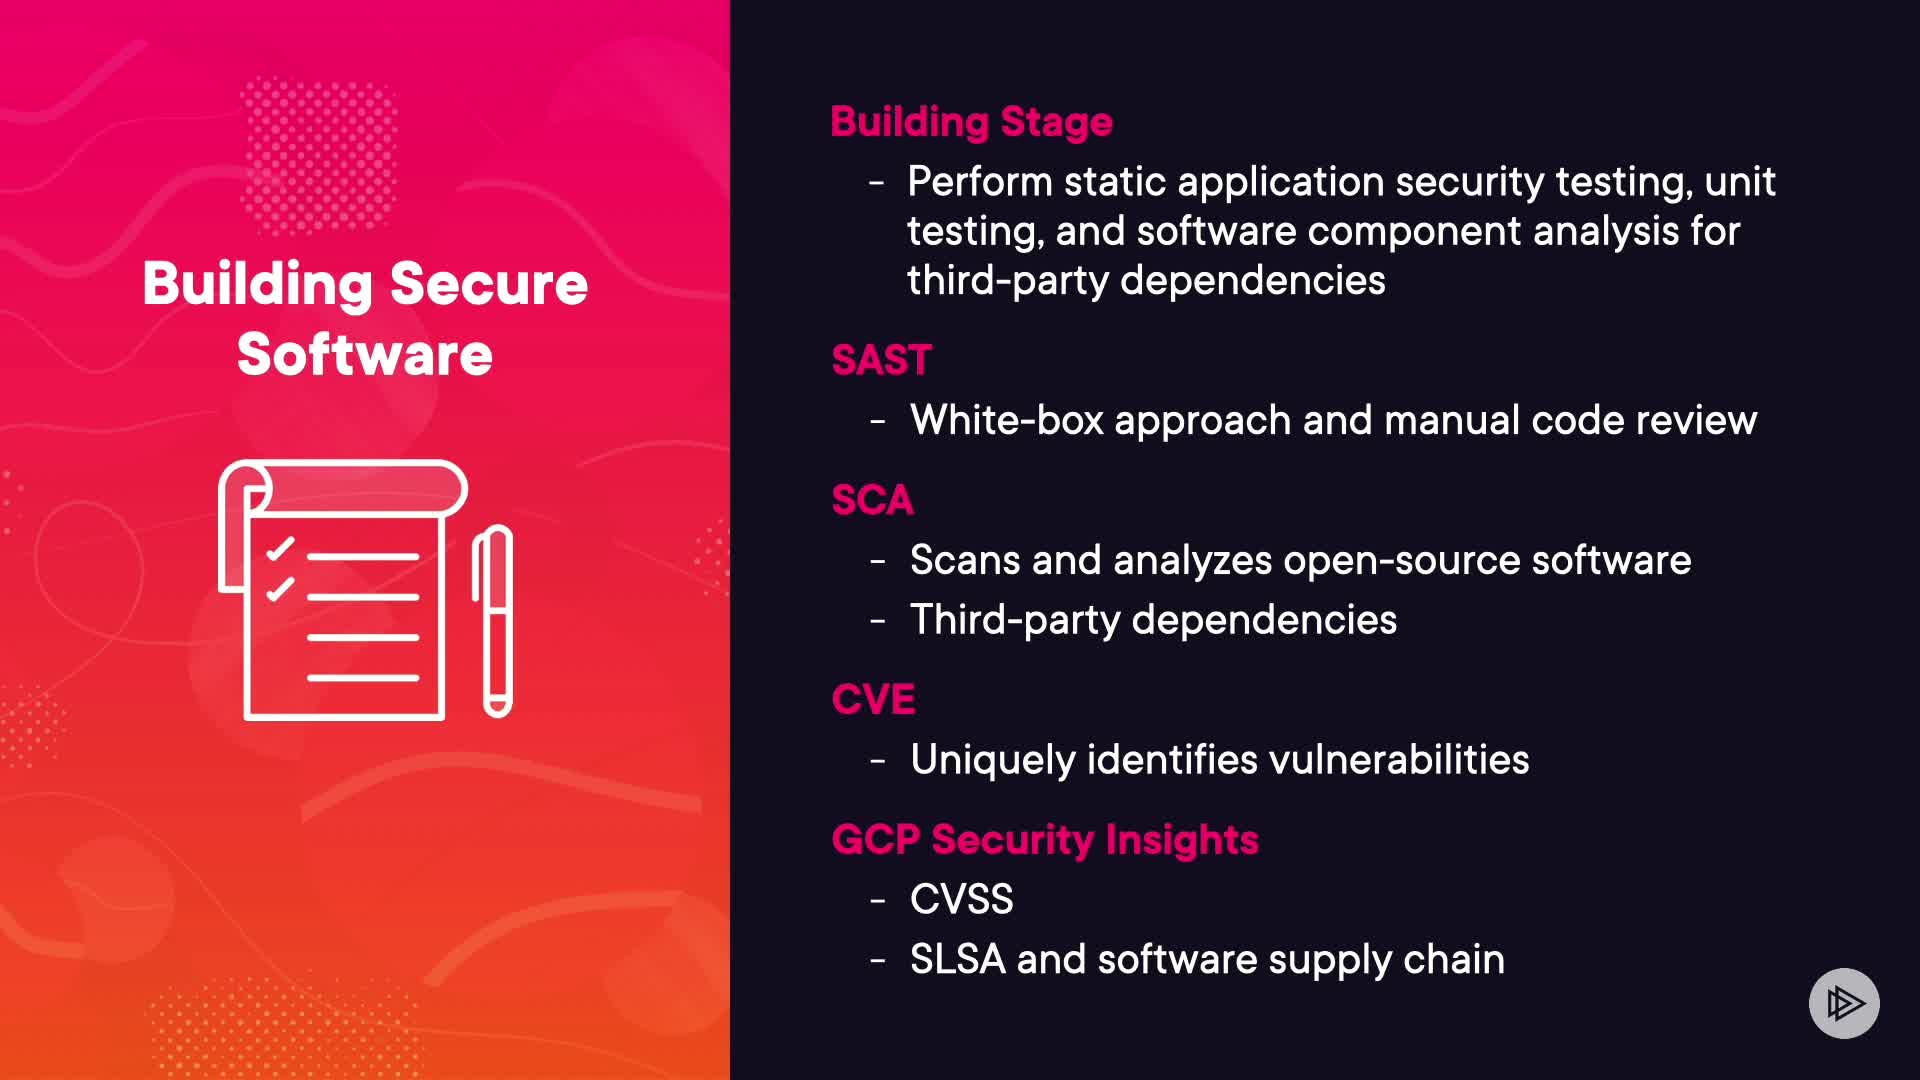 Building Secure
Software
Building Stage
- Perform static application security testing, unit
testing, and software component analysis for
third-party dependencies
SAST
- White-box approach and manual code review
SCA
- Scans and analyzes open-source software
- Third-party dependencies
CVE
- Uniquely identifies vulnerabilities
GCP Security Insights
- CVSS
- SLSA and software supply chain